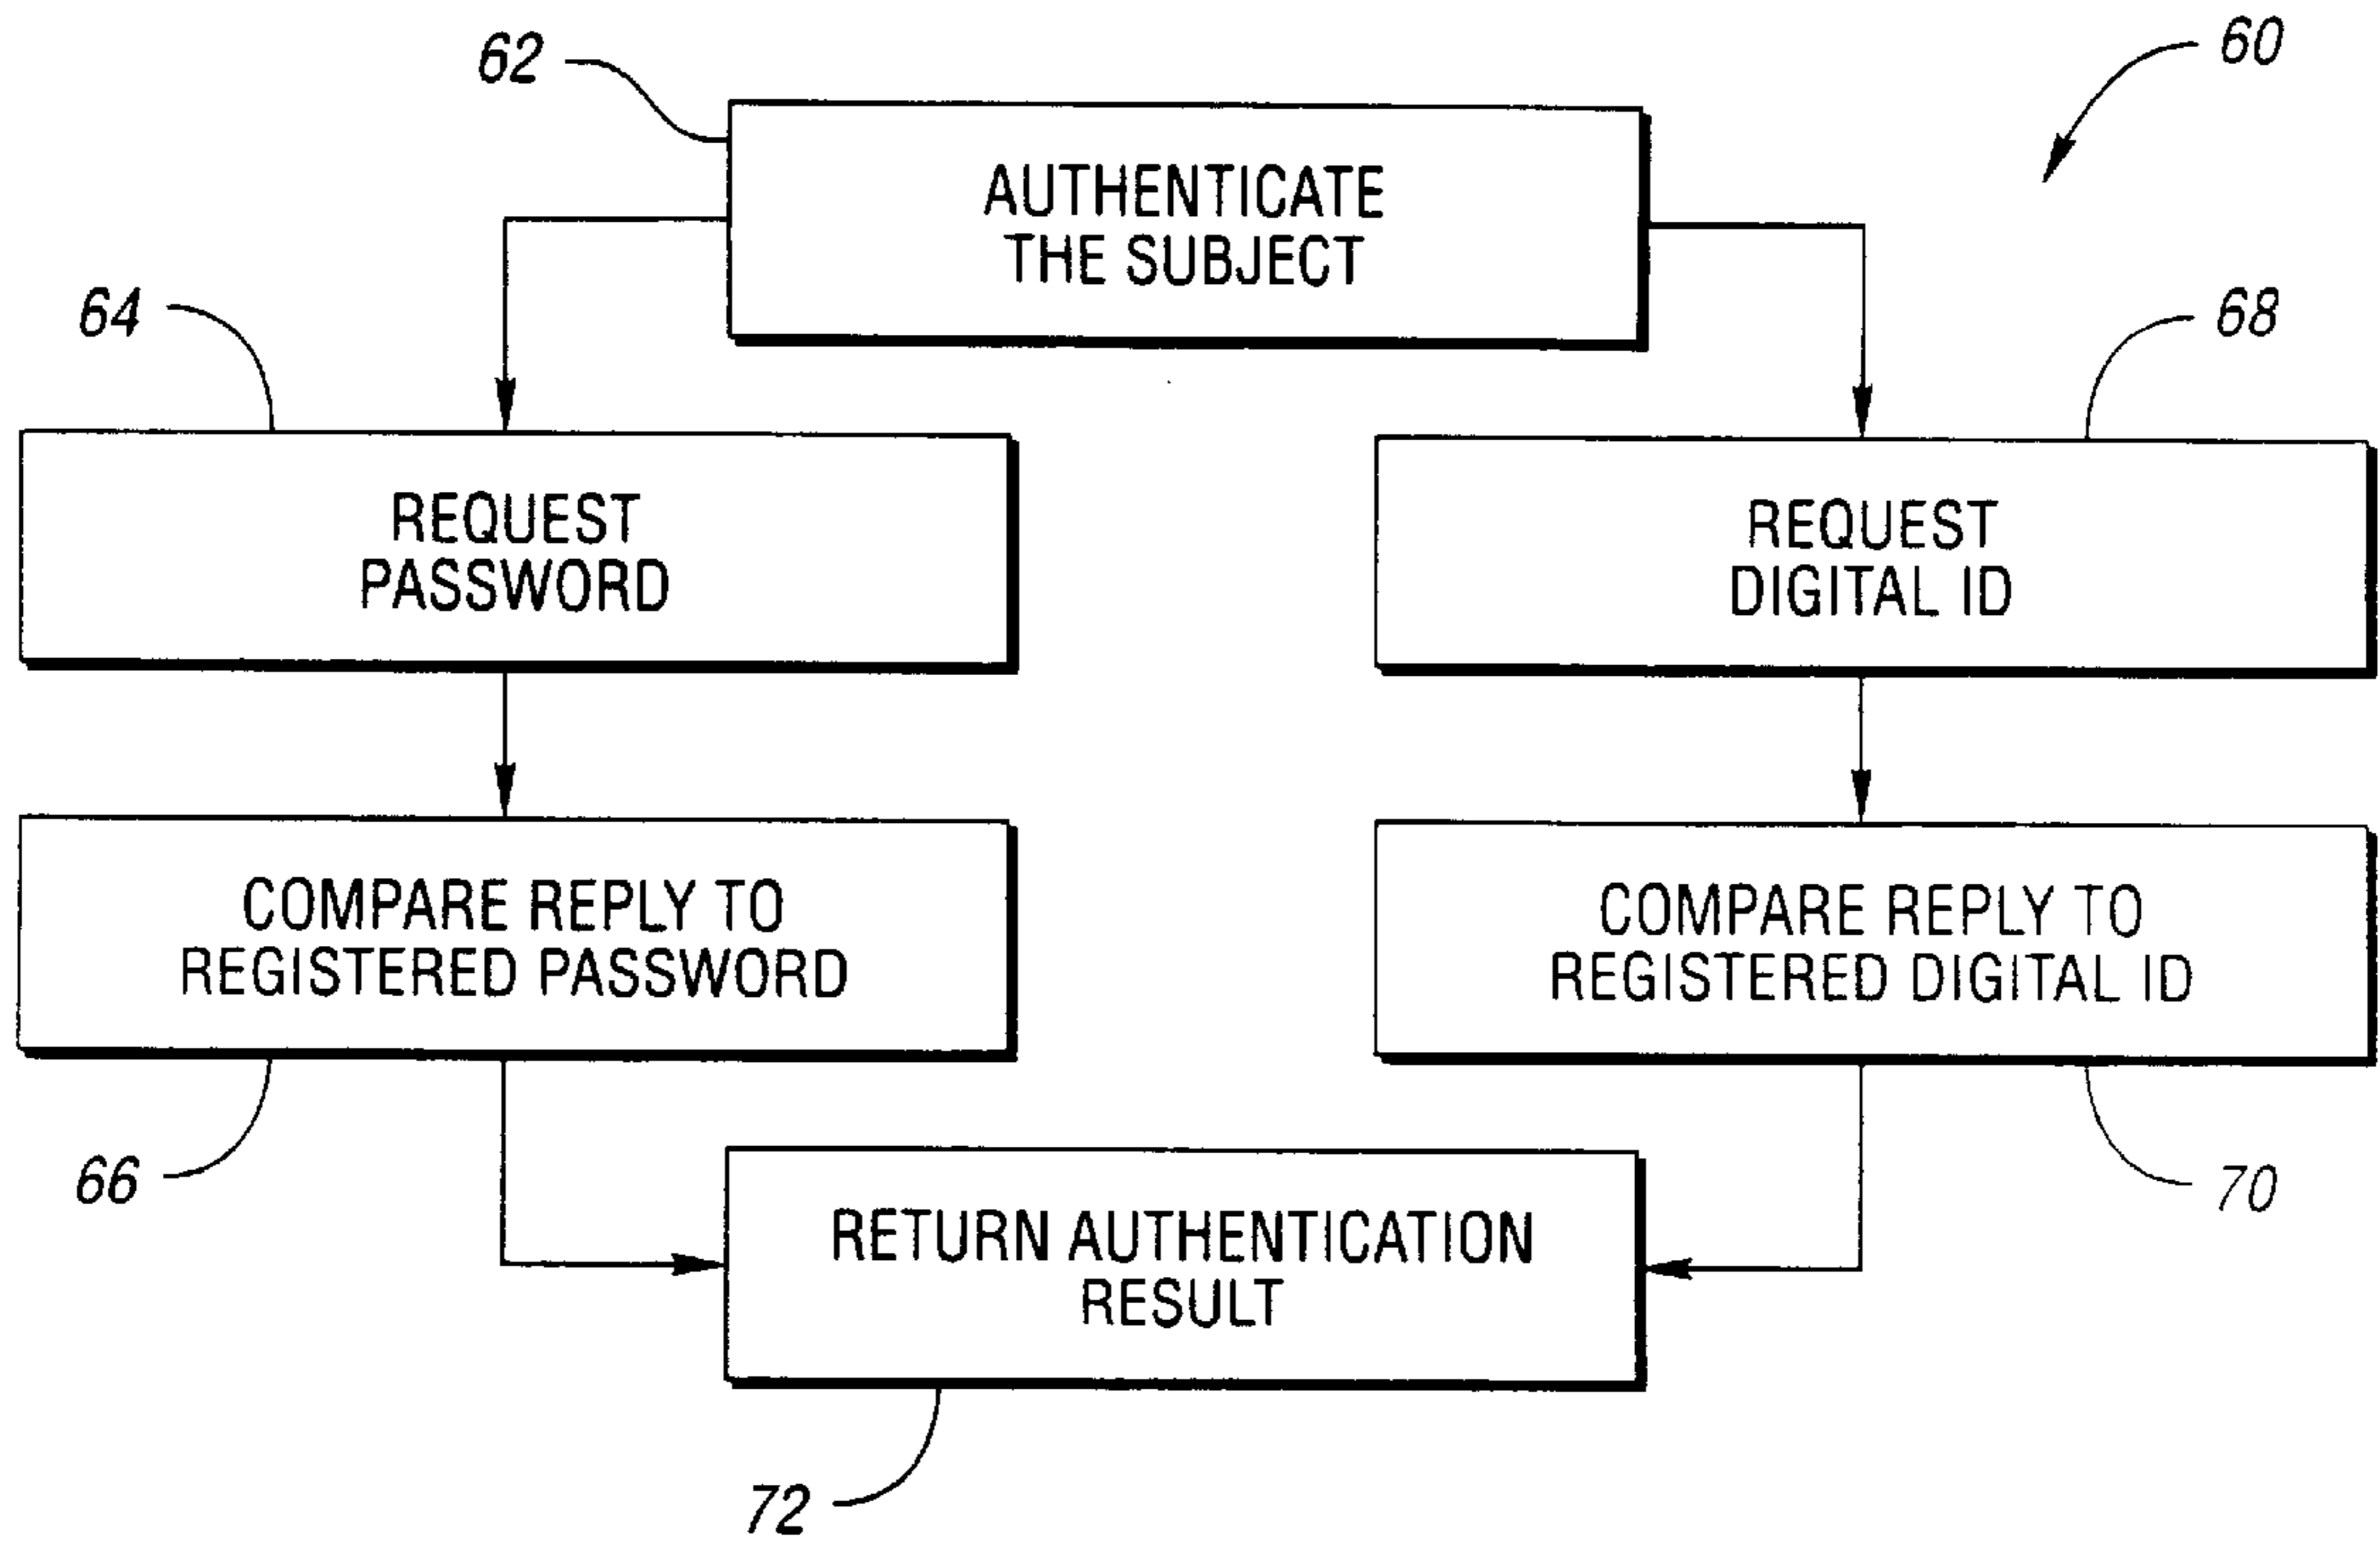 62
60
AUTHENTICATE
THE SUBJECT
64
68
REQUEST
PASSWORD
REQUEST
DIGITAL ID
COMPARE REPLY TO
REGISTERED PASSWORD
COMPARE REPLY TO
REGISTERED DIGITAL ID
66
70
RETURN AUTHENTICATION
RESULT
72